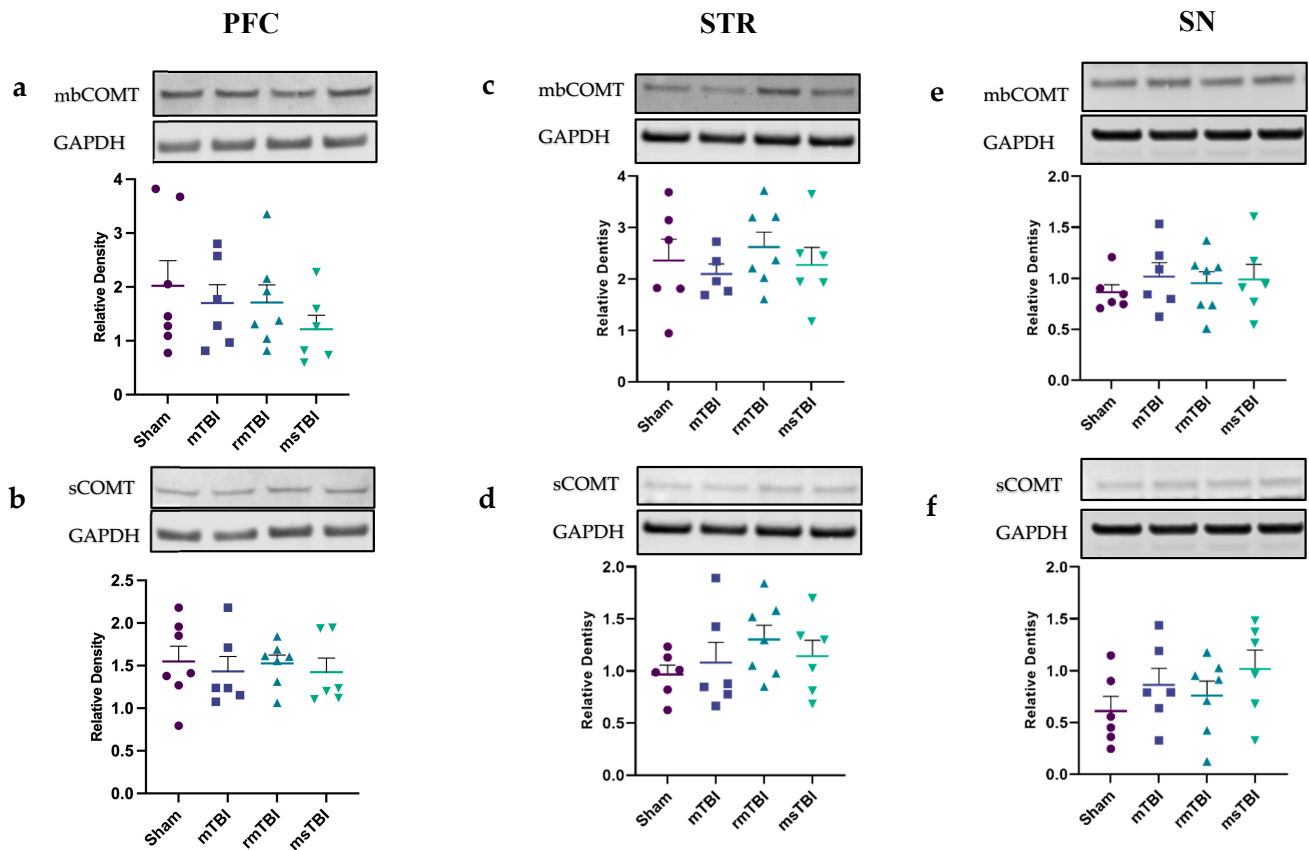 PFC
STR
SN
a
mbCOMT
GAPDH
Relative Density
4
3
2
1
0
Sham
mTBI
rmTBI
msTBI
c
mbCOMT
GAPDH
Relative Dentisy
4
3
2
1
0
Sham
mTBI
rmTBI
msTBI
e
mbCOMT
GAPDH
Relative Dentisy
2.0
1.5
1.0
0.5
0.0
Sham
mTBI
rmTBI
msTBI
b
sCOMT
GAPDH
Relative Density
2.5
2.0
1.5
1.0
0.5
0.0
Sham
mTBI
rmTBI
msTBI
d
sCOMT
GAPDH
Relative Dentisy
2.0
1.5
1.0
0.5
0.0
Sham
mTBI
rmTBI
msTBI
f
sCOMT
GAPDH
Relative Dentisy
2.0
1.5
1.0
0.5
0.0
Sham
mTBI
rmTBI
msTBI